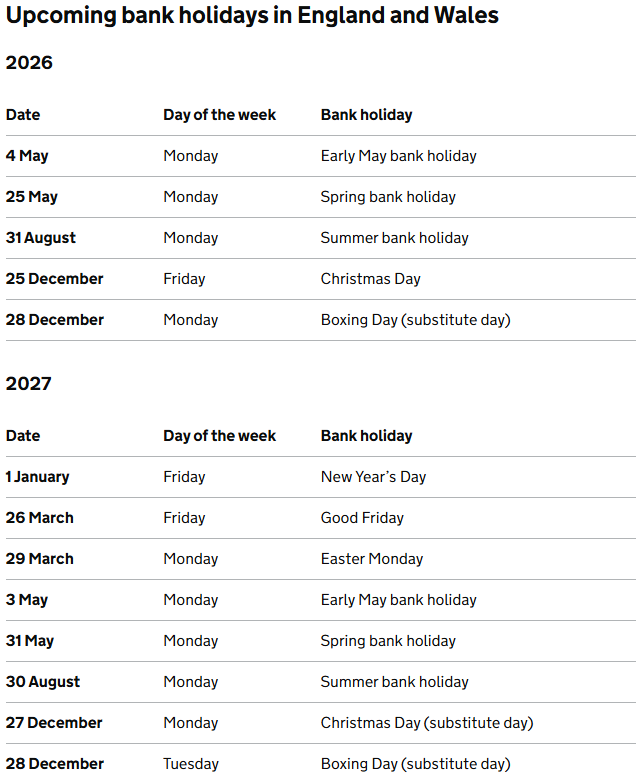 Upcoming bank holidays in England and Wales
2026
Date Day of the week Bank holiday
4 May Monday Early May bank holiday
25 May Monday Spring bank holiday
31 August Monday Summer bank holiday
25 December Friday Christmas Day
28 December Monday Boxing Day (substitute day)
2027
Date Day of the week Bank holiday
1 January Friday New Year’s Day
26 March Friday Good Friday
29 March Monday Easter Monday
3 May Monday Early May bank holiday
31 May Monday Spring bank holiday
30 August Monday Summer bank holiday
27 December Monday Christmas Day (substitute day)
28 December Tuesday Boxing Day (substitute day)